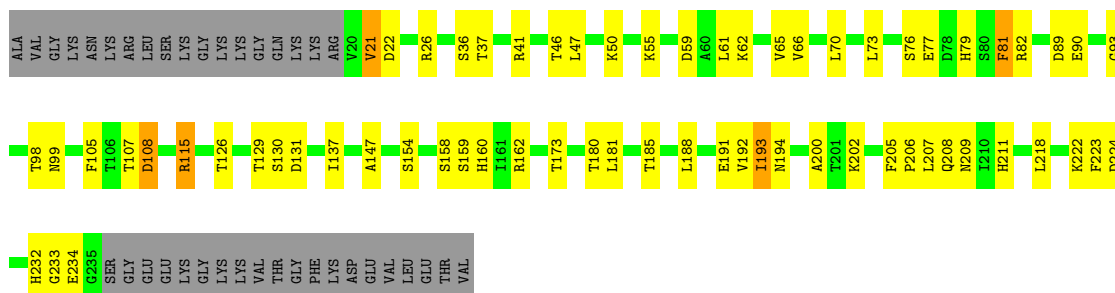 ALA VAL GLY LYS ASN LYS ARG LEU SER LYS GLY LYS LYS GLY GLN LYS LYS ARG V20 V21 D22 R26 S36 T37 R41 T46 L47 K50 K55 D59 A60 L61 K62 V65 V66 L70 L73 S76 E77 D78 H79 S80 F81 R82 D89 E90
T98 N99 F105 T106 T107 D108 R115 T126 T129 S130 D131 I137 A147 S154 S158 S159 H160 I161 R162 T173 T180 L181 T185 L188 E191 V192 I193 N194 A200 T201 K202 F205 P206 L207 Q208 N209 I210 H211 L218 K222 F223
H232 G233 E234 G235 SER GLY GLU GLU LYS GLY LYS LYS VAL THR GLY PHE LYS ASP GLU VAL LEU GLU THR VAL